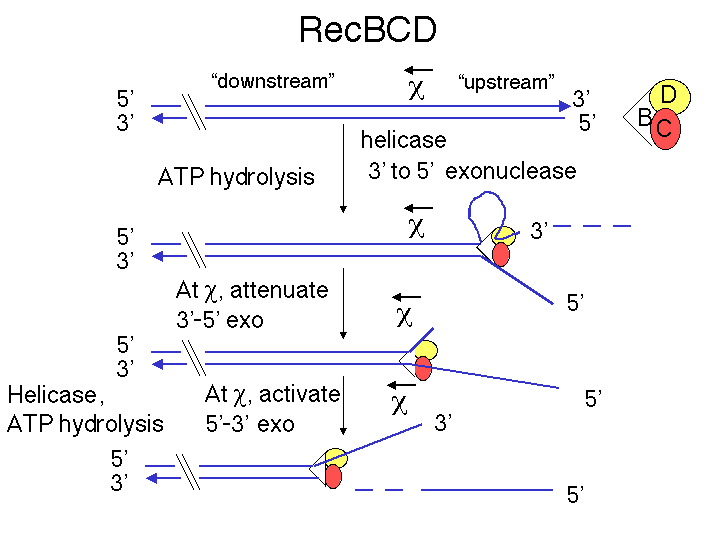 RecBCD
“downstream”
χ
“upstream”
5’
3’
3’
5’
B
D
C
ATP hydrolysis
helicase
3’ to 5’ exonuclease
5’
3’
χ
3’
5’
At χ, attenuate
3’-5’ exo
χ
5’
3’
5’
Helicase,
ATP hydrolysis
At χ, activate
5’-3’ exo
χ
3’
5’
3’
5’